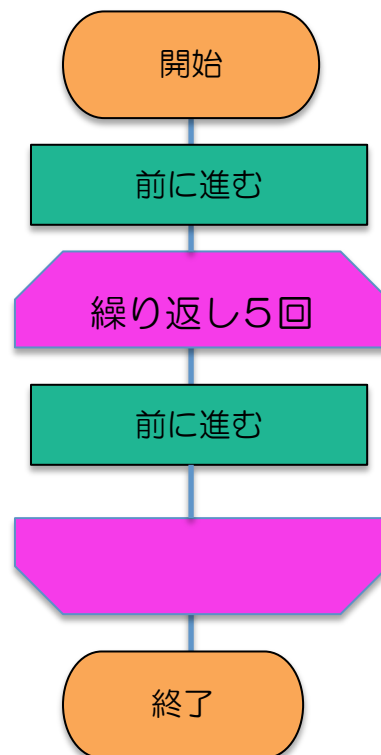 開始
前に進む
繰り返し５回
前に進む
終了